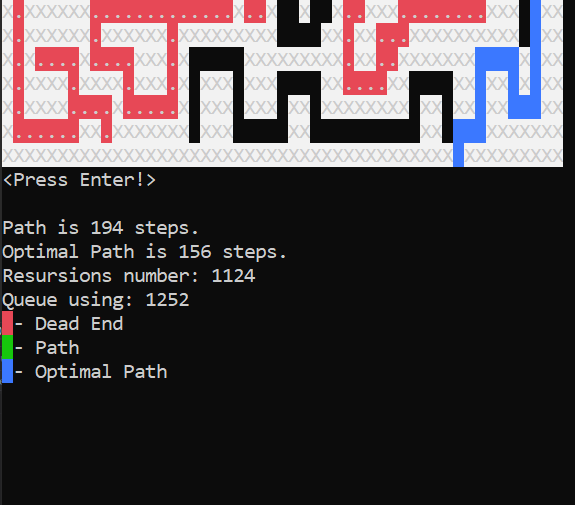 <Press Enter!>
Path is 194 steps.
Optimal Path is 156 steps.
Resursions number: 1124
Queue using: 1252
- Dead End
- Path
- Optimal Path